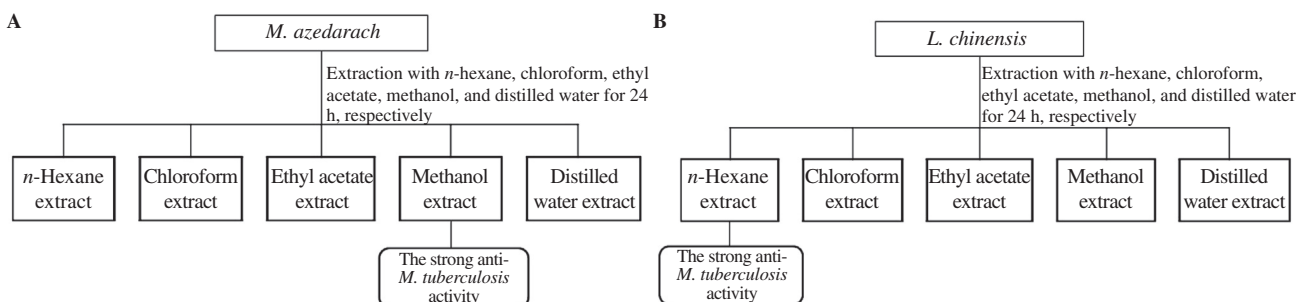 A
M. azedarach
Extraction with n-hexane, chloroform, ethyl
acetate, methanol, and distilled water for 24
h, respectively
n-Hexane
extract
Chloroform
extract
Ethyl acetate
extract
Methanol
extract
Distilled
water extract
The strong anti-
M. tuberculosis
activity
B
L. chinensis
Extraction with n-hexane, chloroform,
ethyl acetate, methanol, and distilled water
for 24 h, respectively
n-Hexane
extract
Chloroform
extract
Ethyl acetate
extract
Methanol
extract
Distilled
water extract
The strong anti-
M. tuberculosis
activity